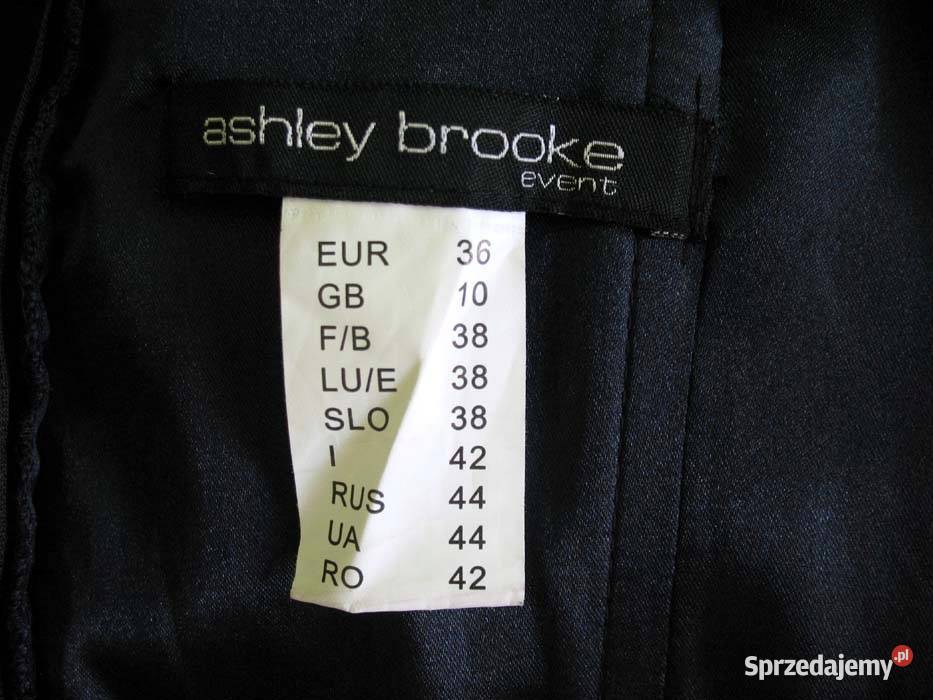 ashley brooke
event
EUR 36
GB 10
F/B 38
LU/E 38
SLO 38
I 42
RUS 44
UA 44
RO 42
Sprzedajemy.pl